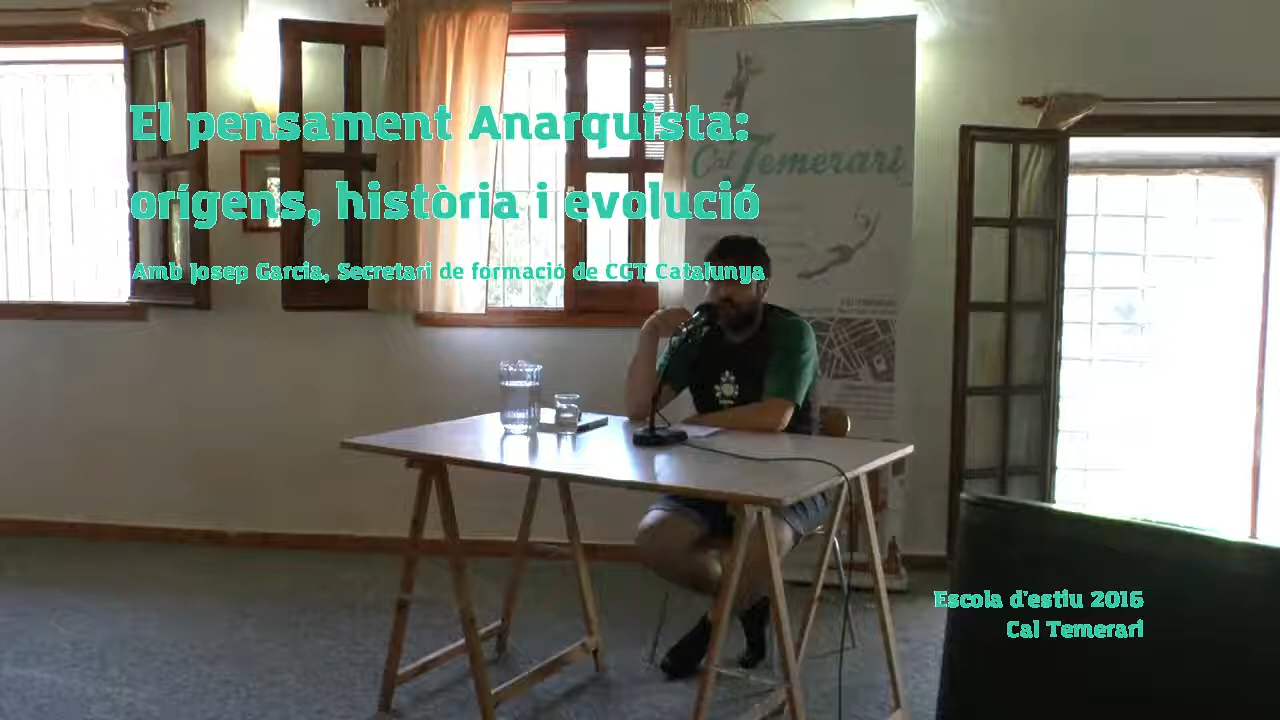 El pensament Anarquista:
orígens, història i evolució
Amb Josep Garcia, Secretari de formació de CGT Catalunya
Cal Temerari
Escola d'estiu 2016
Cal Temerari